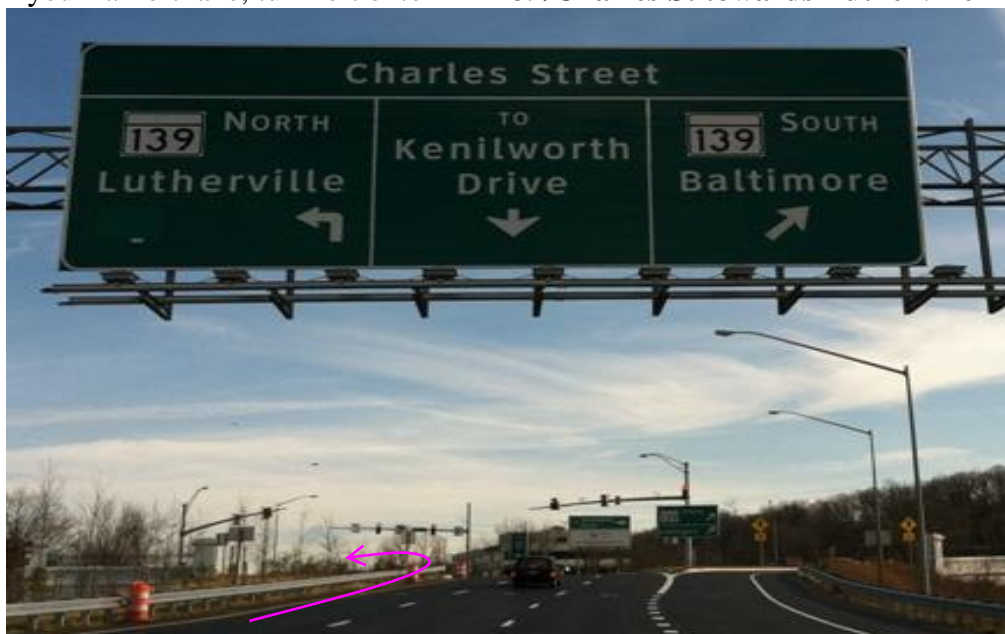 Charles Street
139 NORTH
Lutherville
TO
Kenilworth
Drive
139 SOUTH
Baltimore